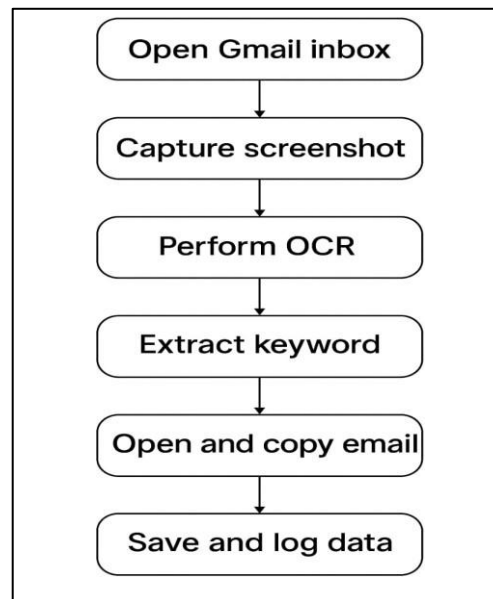 Open Gmail inbox
Capture screenshot
Perform OCR
Extract keyword
Open and copy email
Save and log data